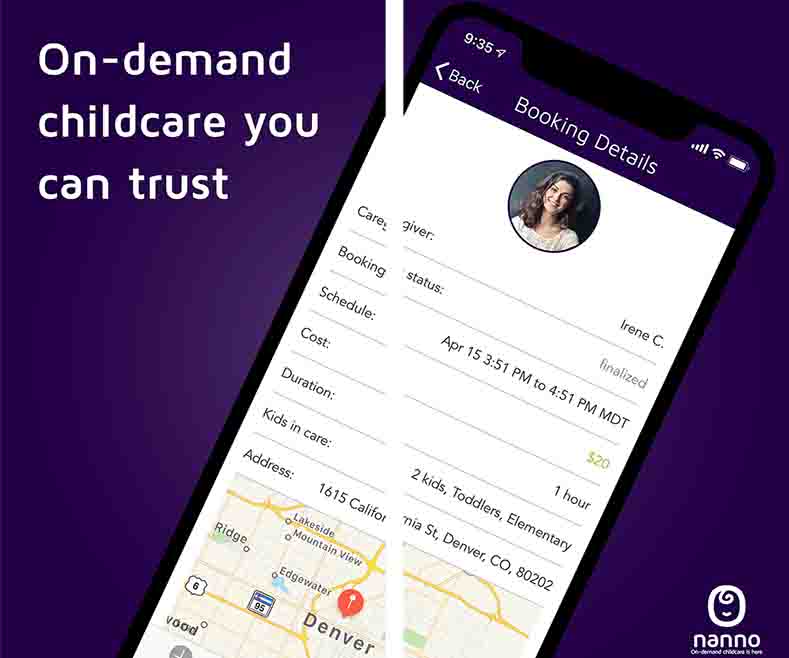 On-demand
childcare you
can trust
9:35
Back
Booking Details
Caregiver:
Irene C.
Booking status:
finalized
Schedule:
Apr 15 3:51 PM to 4:51 PM MDT
Cost:
$20
Duration:
1 hour
Kids in care:
2 kids, Toddlers, Elementary
Address:
1615 California St, Denver, CO, 80202
Lakeside
Mountain View
Ridge
Edgewater
6
95
Denver
wood
nanno
On-demand childcare is here